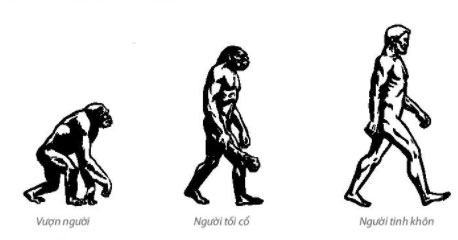 Vượn người
Người tối cổ
Người tinh khôn